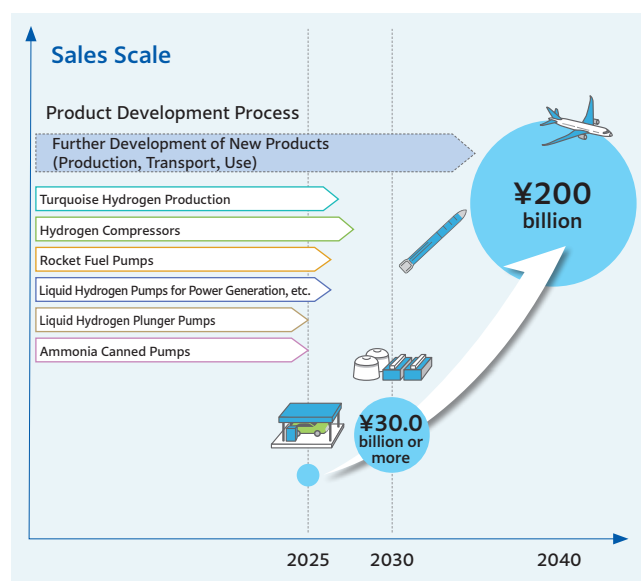 Sales Scale
Product Development Process
Further Development of New Products
(Production, Transport, Use)
Turquoise Hydrogen Production
Hydrogen Compressors
Rocket Fuel Pumps
Liquid Hydrogen Pumps for Power Generation, etc.
Liquid Hydrogen Plunger Pumps
Ammonia Canned Pumps
¥200
billion
¥30.0
billion or
more
2025
2030
2040